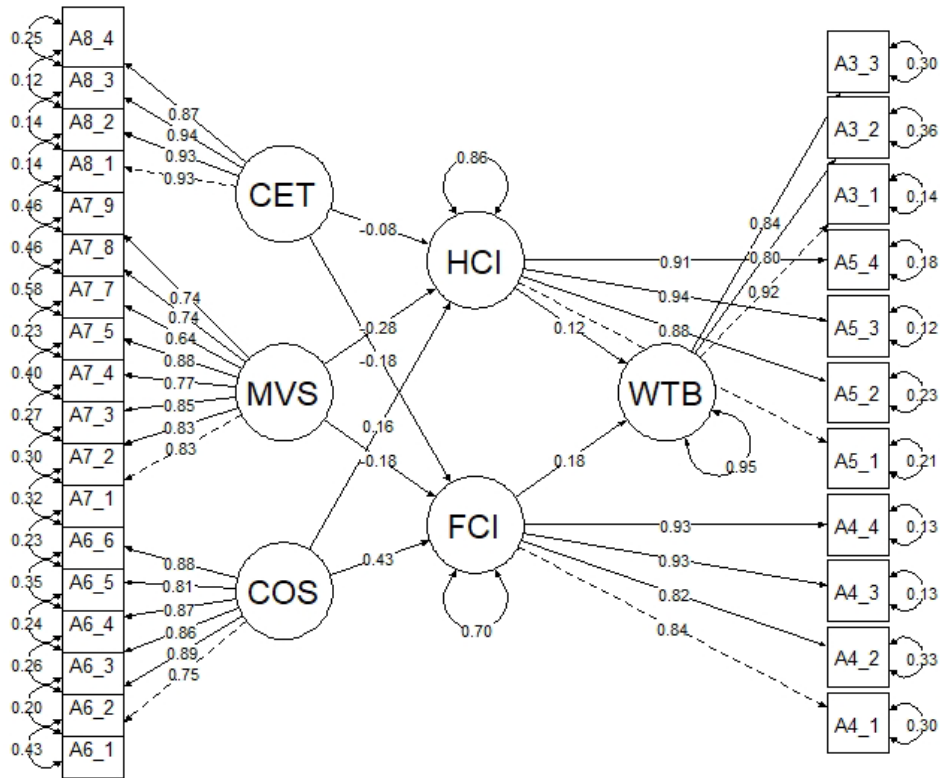 0.25 A8_4
0.12 A8_3
0.14 A8_2
0.14 A8_1
0.46 A7_9
0.46 A7_8
0.58 A7_7
0.23 A7_5
0.40 A7_4
0.27 A7_3
0.30 A7_2
0.32 A7_1
0.23 A6_6
0.35 A6_5
0.24 A6_4
0.26 A6_3
0.20 A6_2
0.43 A6_1
0.87
0.94
0.93
0.93
0.74
0.74
0.64
0.88
0.77
0.85
0.83
0.83
0.88
0.81
0.87
0.86
0.89
0.75
CET
MVS
COS
-0.08
-0.28
-0.18
0.16
-0.18
0.43
0.86
HCI
FCI
0.70
0.12
0.18
WTB
0.95
0.84
0.80
0.92
0.91
0.94
0.88
0.93
0.93
0.82
0.84
A3_3 0.30
A3_2 0.36
A3_1 0.14
A5_4 0.18
A5_3 0.12
A5_2 0.23
A5_1 0.21
A4_4 0.13
A4_3 0.13
A4_2 0.33
A4_1 0.30